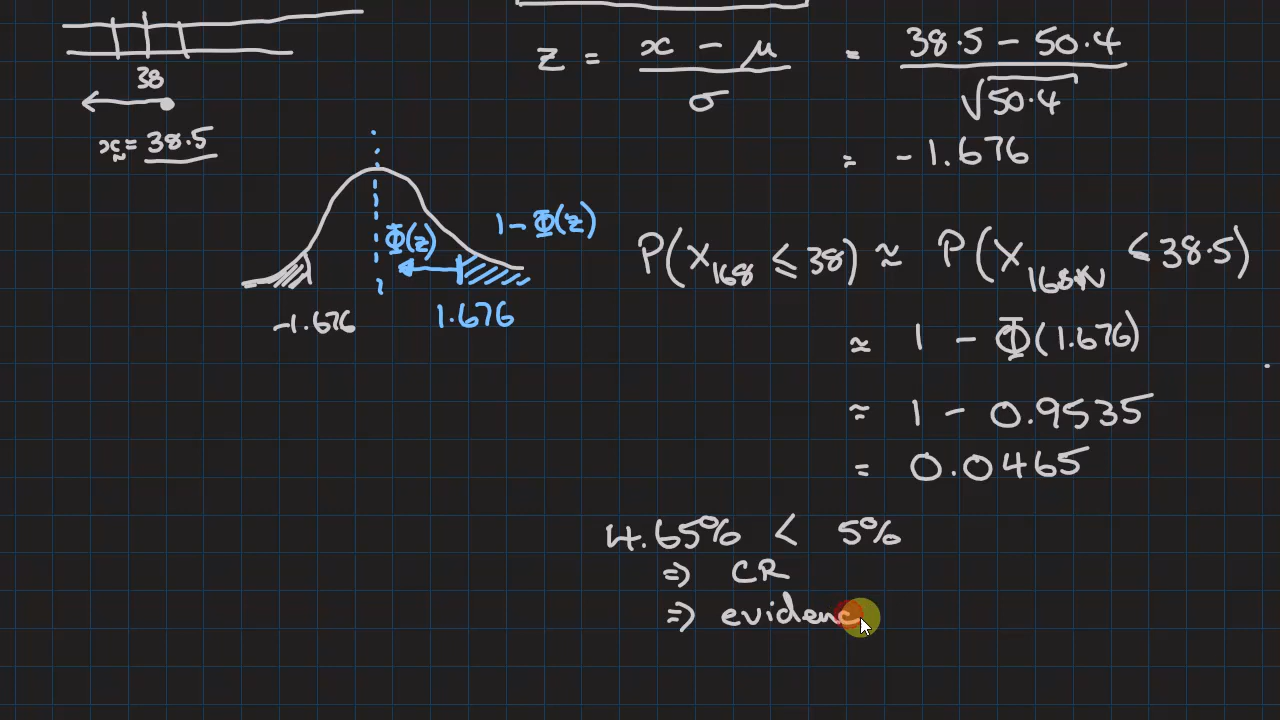 38
x = 38.5
z = x - μ / σ = 38.5 - 50.4 / √50.4
= -1.676
Φ(z)
1 - Φ(z)
-1.676
1.676
P(X168 ≤ 38) ≈ P(X168N < 38.5)
≈ 1 - Φ(1.676)
≈ 1 - 0.9535
= 0.0465
4.65% < 5%
⇒ CR
⇒ evidenc